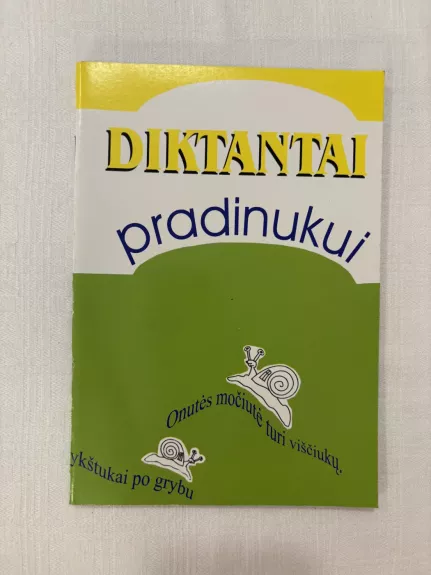 DIKTANTAI
pradinukui
Onutės močiutė turi viščiukų.
ykštukai po grybu